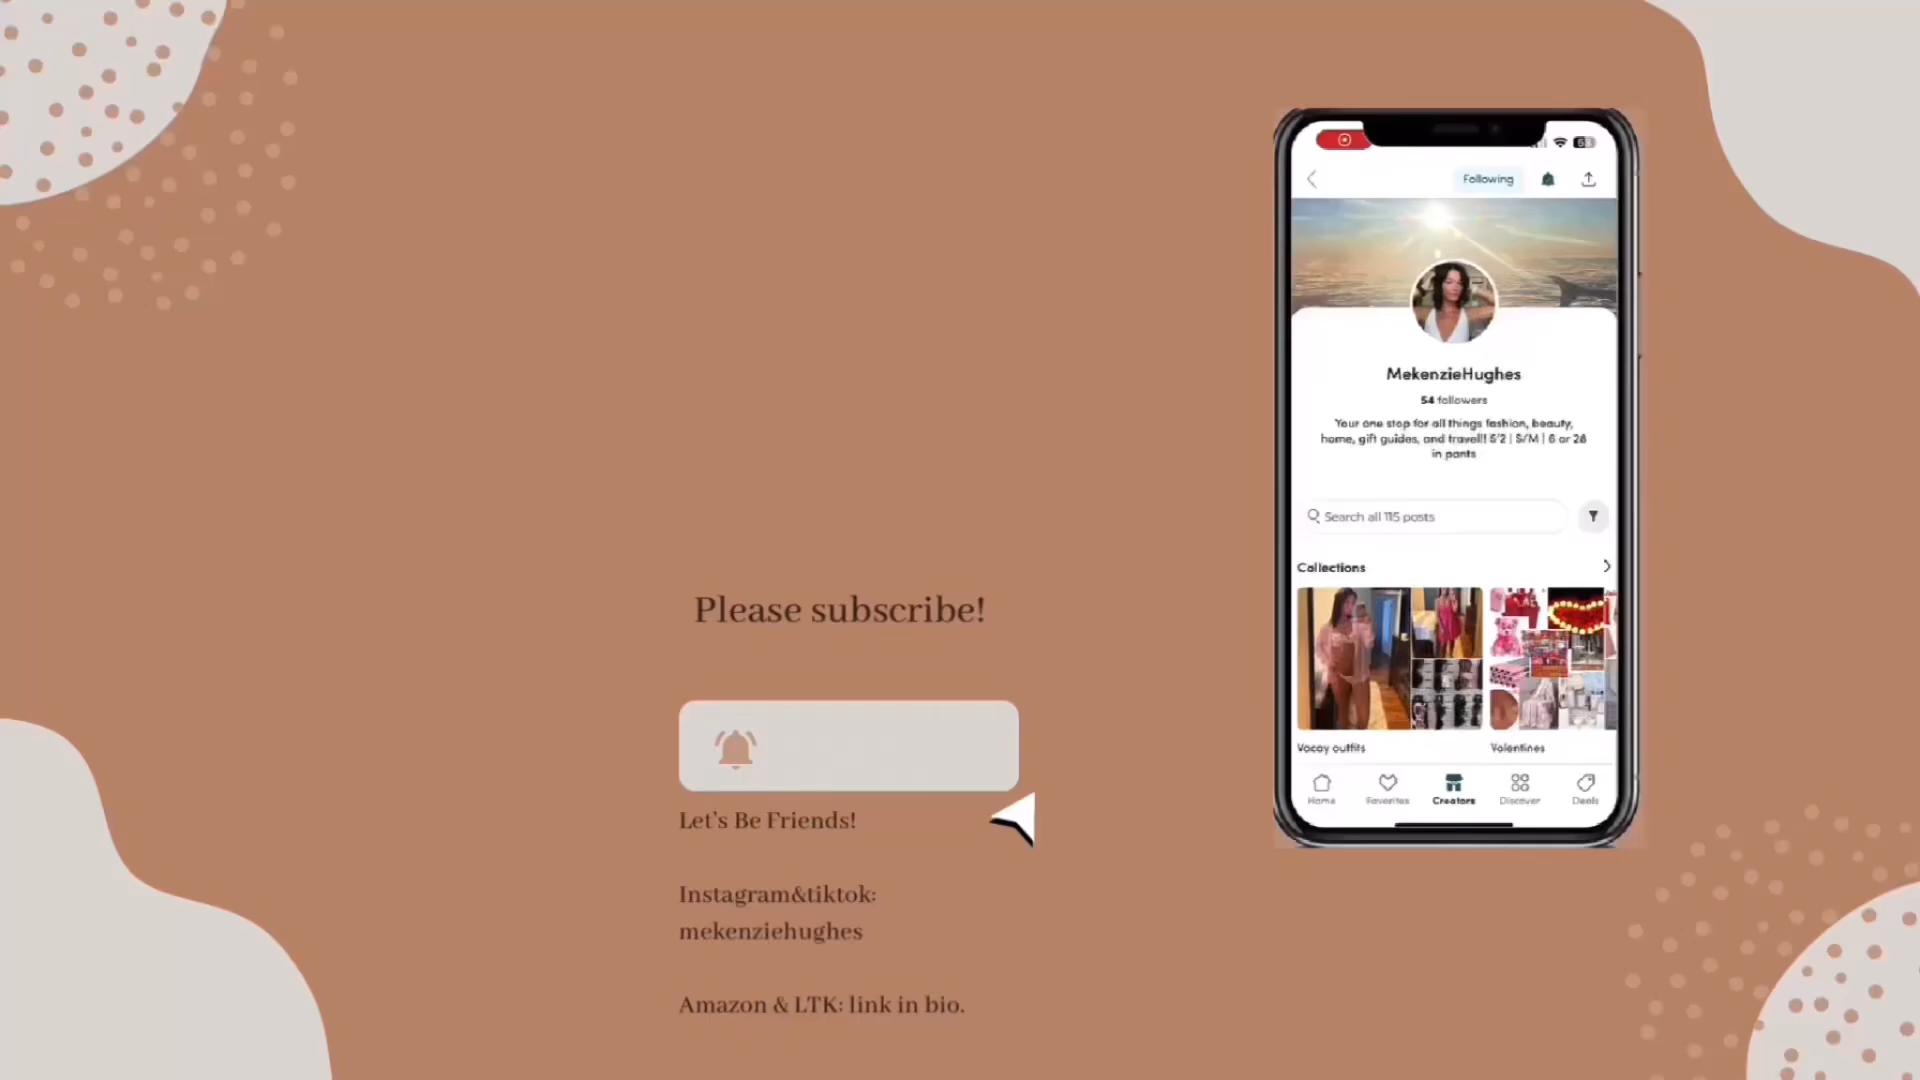 Please subscribe!
Let's Be Friends!
Instagram&tiktok:
mekenziehughes
Amazon & LTK: link in bio.
Following
MekenzieHughes
54 followers
Your one stop for all things fashion, beauty,
home, gift guides, and travel!! 5'2 | S/M | 6 or 28
in pants
Search all 115 posts
Collections
Vacay outfits
Valentines
Home
Favorites
Creators
Discover
Deals